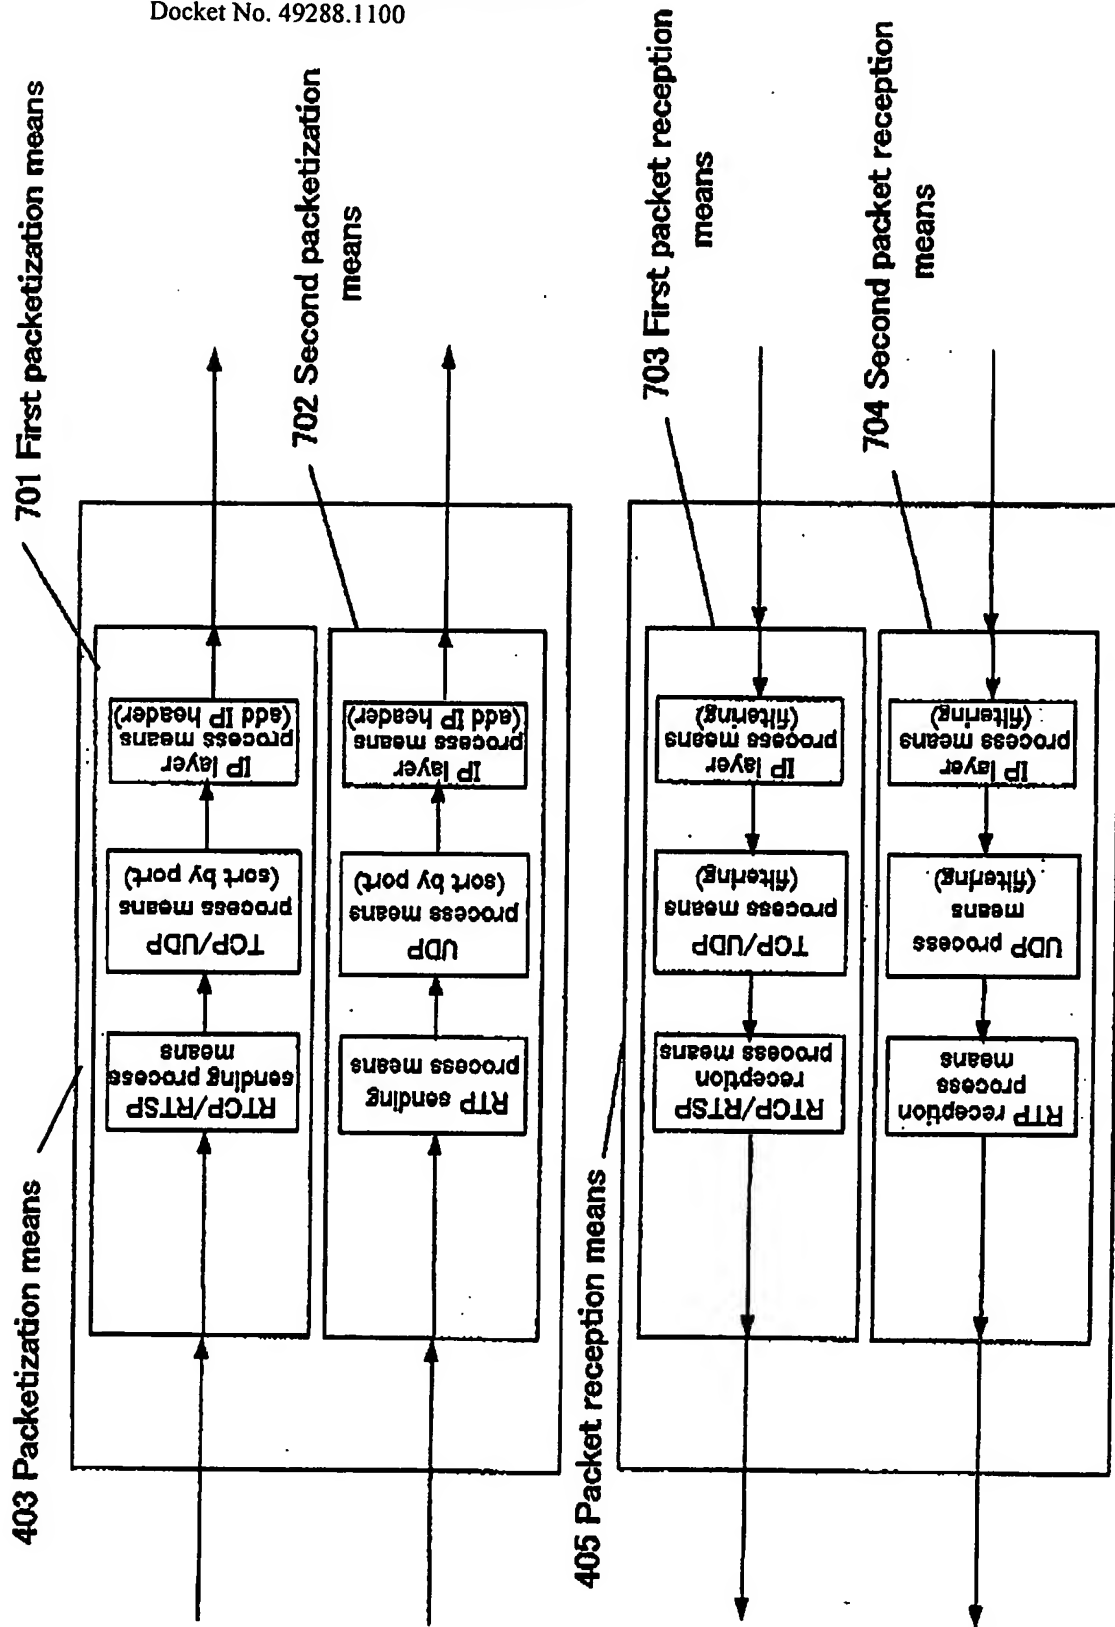 Docket No. 49288.1100
403 Packetization means
701 First packetization means
RTCP/RTSP
sending process
means
TCP/UDP
process means
(sort by port)
IP layer
process means
(add IP header)
702 Second packetization
means
RTP sending
process means
UDP
process means
(sort by port)
IP layer
process means
(add IP header)
405 Packet reception means
703 First packet reception
means
RTCP/RTSP
reception
process means
TCP/UDP
process means
(filtering)
IP layer
process means
(filtering)
704 Second packet reception
means
RTP reception
process
means
UDP process
means
(filtering)
IP layer
process means
(filtering)